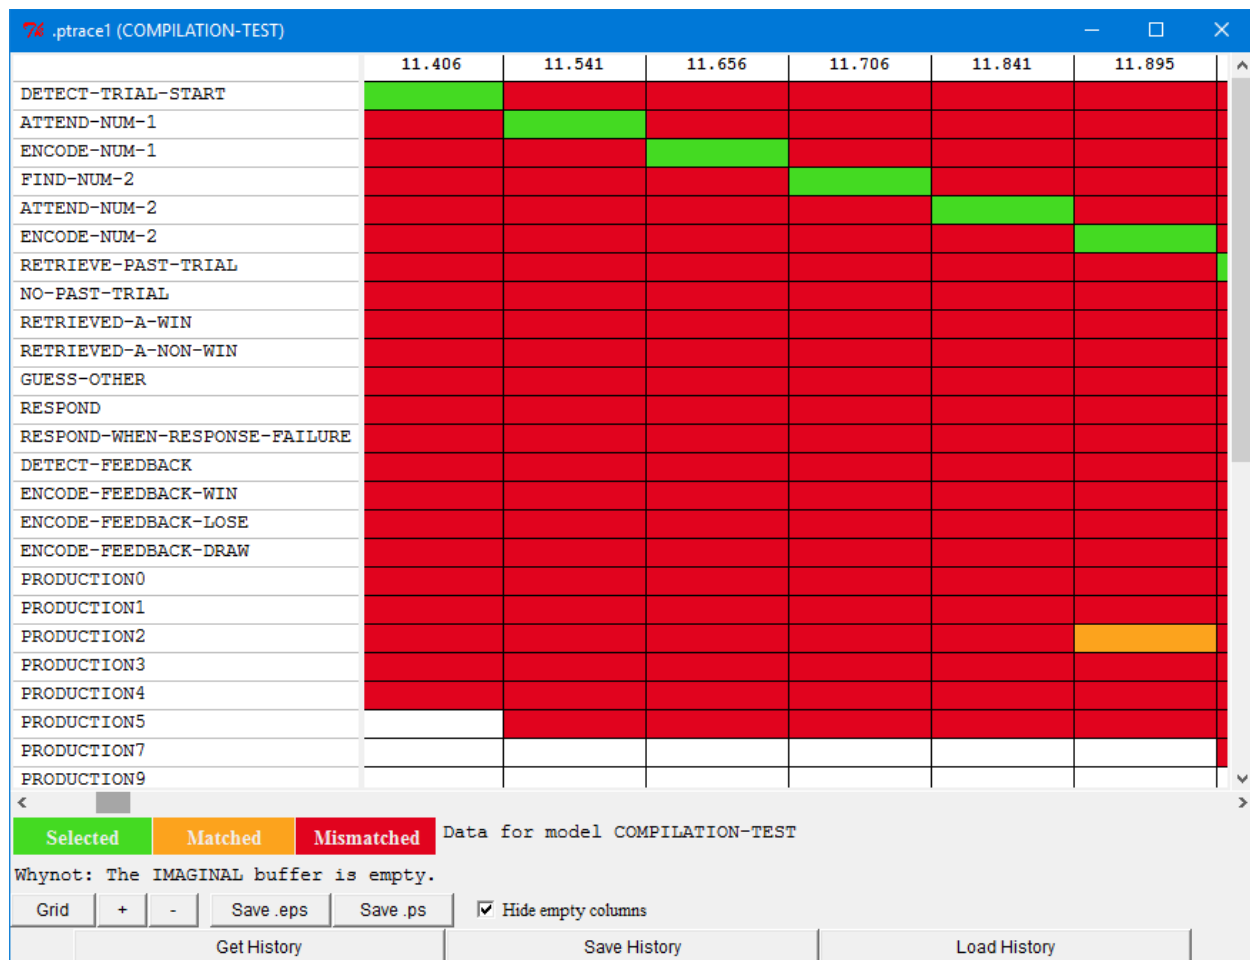 .ptrace1 (COMPILATION-TEST)
11.406 11.541 11.656 11.706 11.841 11.895
DETECT-TRIAL-START
ATTEND-NUM-1
ENCODE-NUM-1
FIND-NUM-2
ATTEND-NUM-2
ENCODE-NUM-2
RETRIEVE-PAST-TRIAL
NO-PAST-TRIAL
RETRIEVED-A-WIN
RETRIEVED-A-NON-WIN
GUESS-OTHER
RESPOND
RESPOND-WHEN-RESPONSE-FAILURE
DETECT-FEEDBACK
ENCODE-FEEDBACK-WIN
ENCODE-FEEDBACK-LOSE
ENCODE-FEEDBACK-DRAW
PRODUCTION0
PRODUCTION1
PRODUCTION2
PRODUCTION3
PRODUCTION4
PRODUCTION5
PRODUCTION7
PRODUCTION9
Selected Matched Mismatched Data for model COMPILATION-TEST
Whynot: The IMAGINAL buffer is empty.
Grid + - Save .eps Save .ps Hide empty columns
Get History Save History Load History